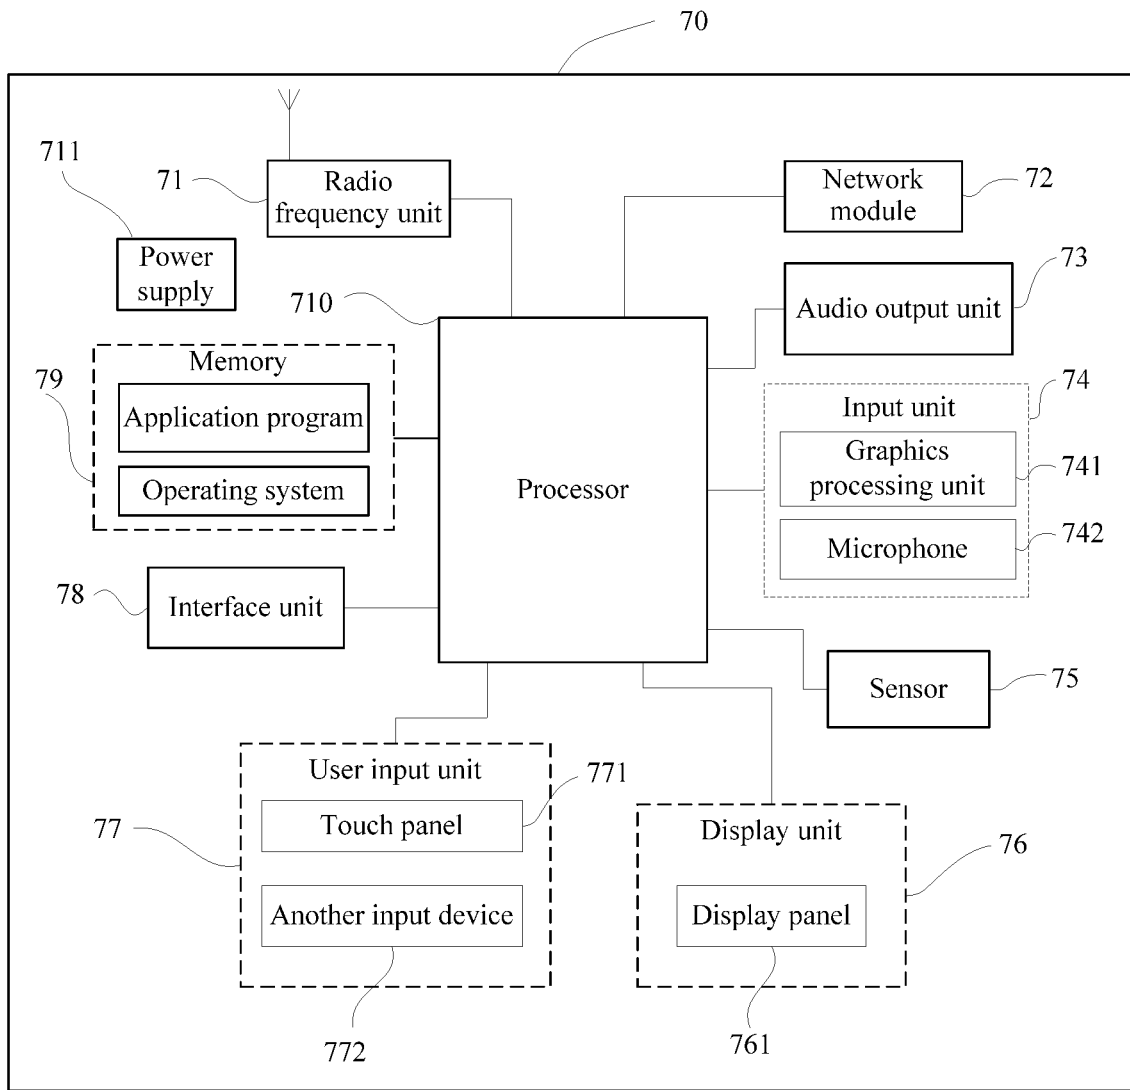 70
711
71
Radio
frequency unit
Network
module
72
Power
supply
710
73
Audio output unit
79
Memory
Application program
Operating system
Processor
74
Input unit
Graphics
processing unit
741
Microphone
742
78
Interface unit
Sensor
75
User input unit
771
77
Touch panel
Another input device
772
Display unit
76
Display panel
761